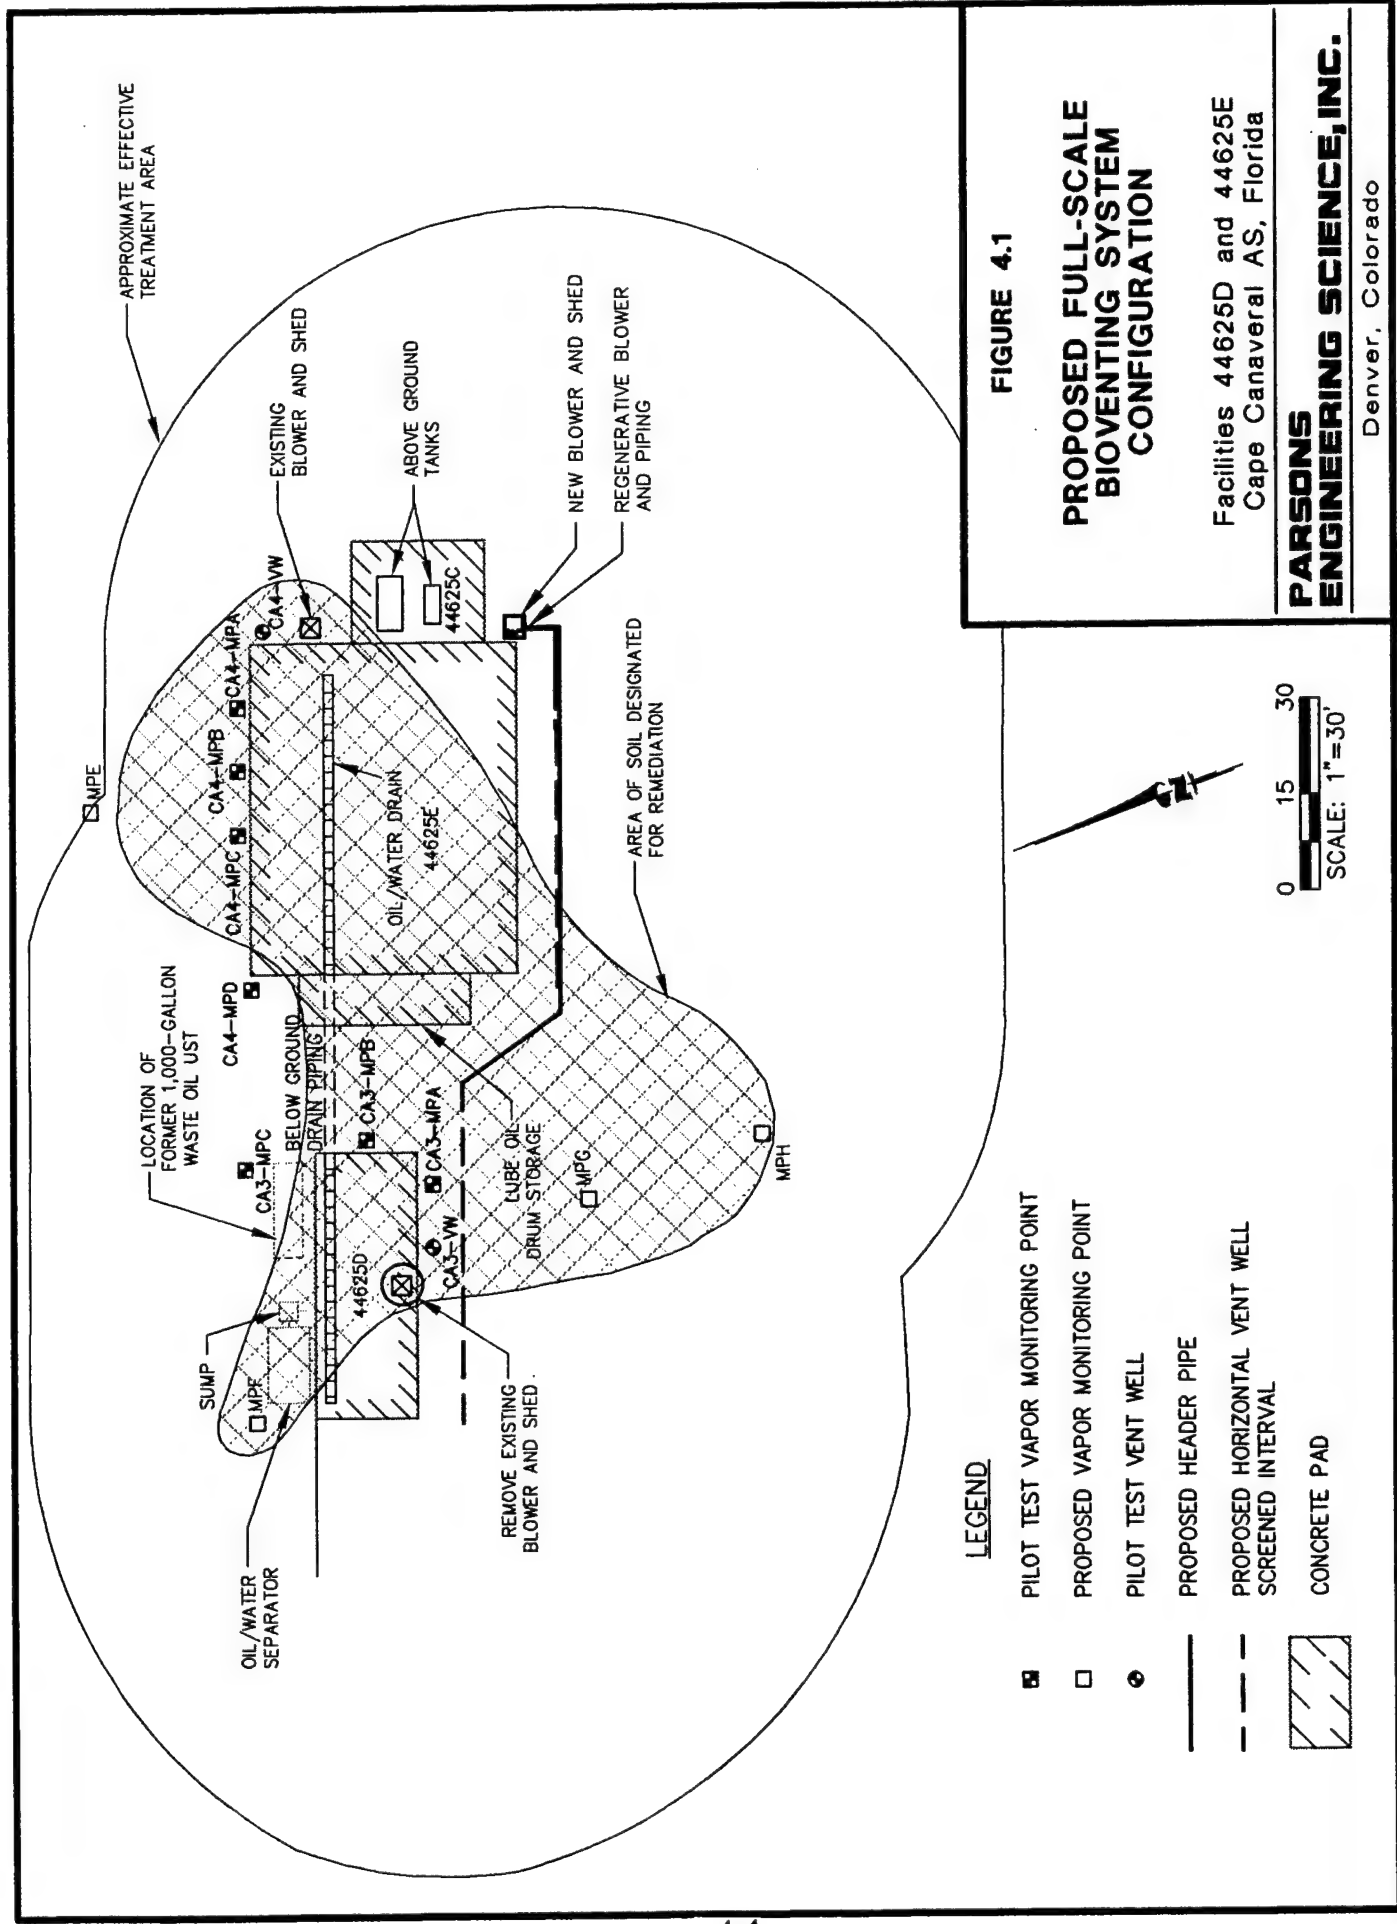 APPROXIMATE EFFECTIVE
TREATMENT AREA
MPE
EXISTING
BLOWER AND SHED
CA4-VW
CA4-MPA
CA4-MPB
CA4-MPC
CA4-MPD
ABOVE GROUND
TANKS
44625C
NEW BLOWER AND SHED
REGENERATIVE BLOWER
AND PIPING
OIL/WATER DRAIN
44625E
AREA OF SOIL DESIGNATED
FOR REMEDIATION
LOCATION OF
FORMER 1,000-GALLON
WASTE OIL UST
BELOW GROUND
DRAIN PIPING
CA3-MPC
CA3-MPB
CA3-MPA
CA3-VW
LUBE OIL
DRUM STORAGE
MPG
MPH
44625D
SUMP
MPF
OIL/WATER
SEPARATOR
REMOVE EXISTING
BLOWER AND SHED.
LEGEND
PILOT TEST VAPOR MONITORING POINT
PROPOSED VAPOR MONITORING POINT
PILOT TEST VENT WELL
PROPOSED HEADER PIPE
PROPOSED HORIZONTAL VENT WELL
SCREENED INTERVAL
CONCRETE PAD
0 15 30
SCALE: 1"=30'
FIGURE 4.1
PROPOSED FULL-SCALE
BIOVENTING SYSTEM
CONFIGURATION
Facilities 44625D and 44625E
Cape Canaveral AS, Florida
PARSONS
ENGINEERING SCIENCE, INC.
Denver, Colorado